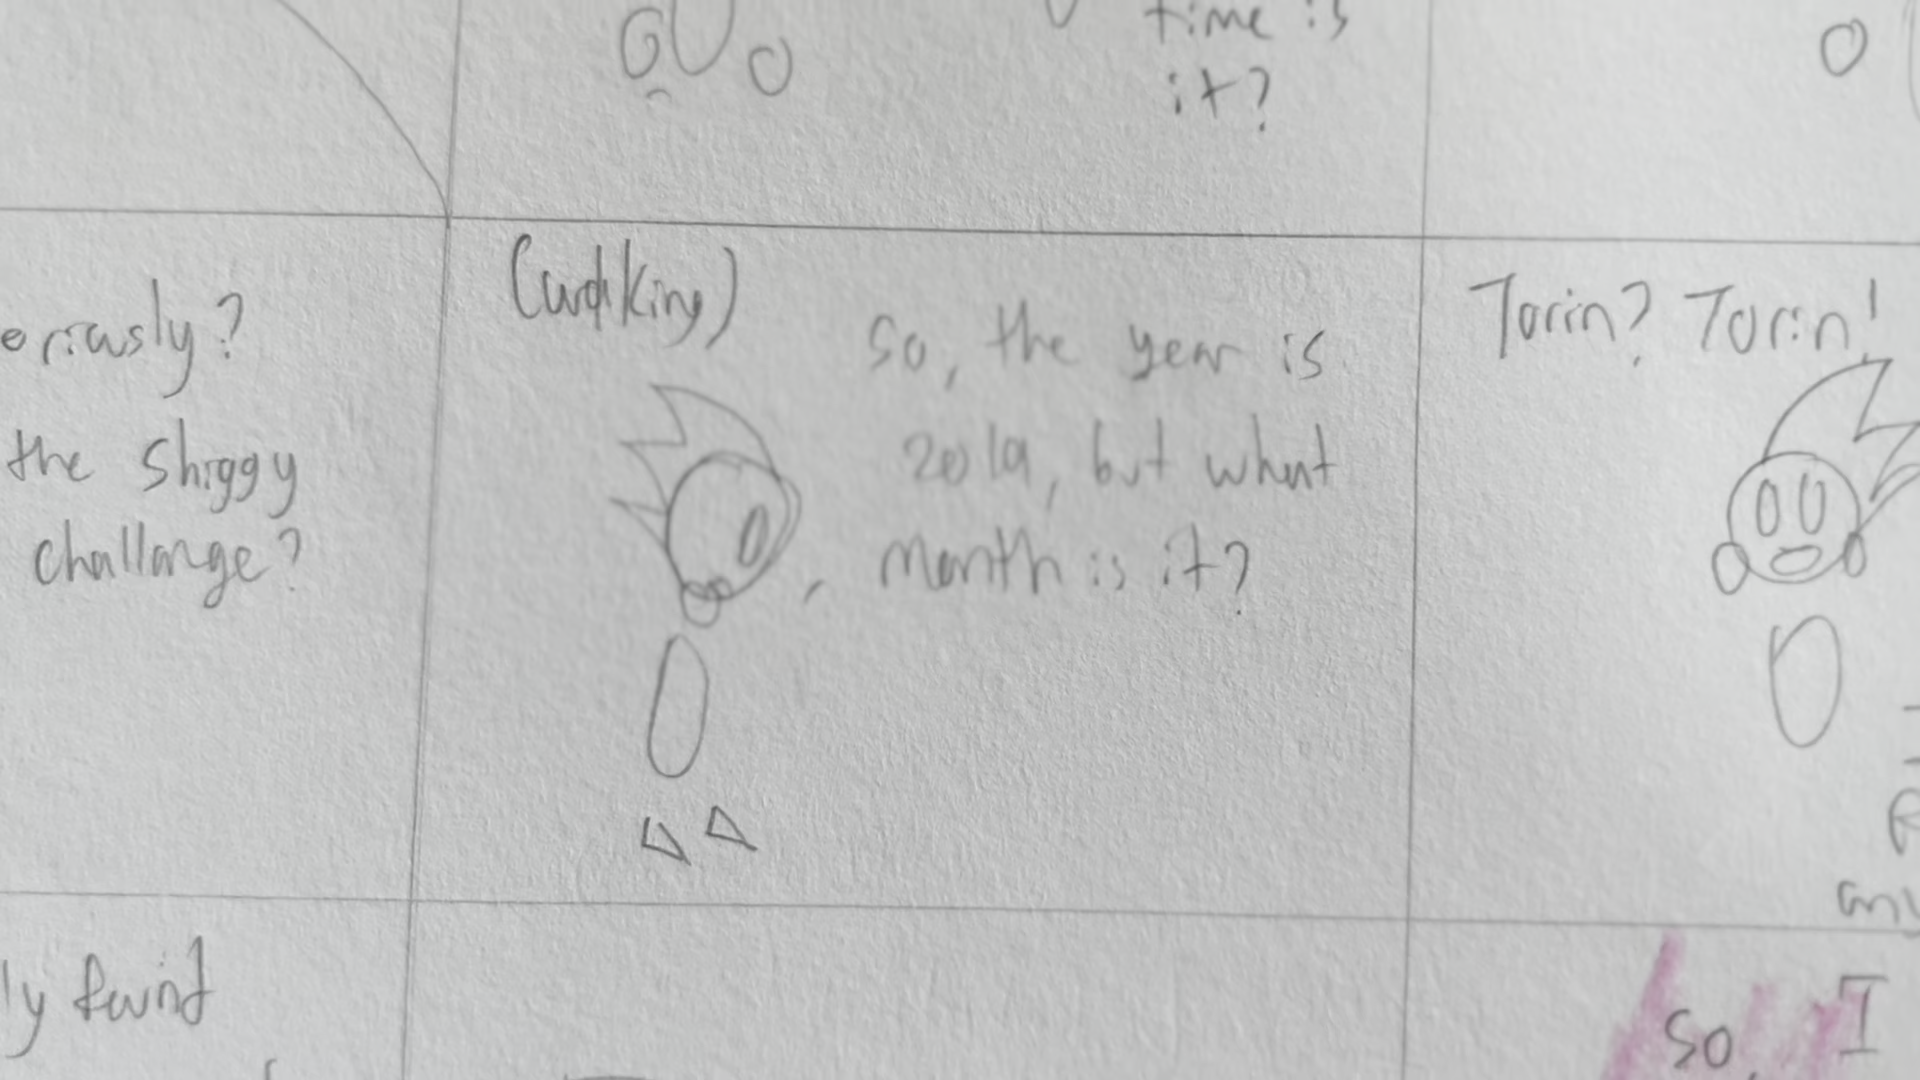 time is
it?
eriously?
the Shiggy
challange?
(walking)
So, the year is
2019, but what
month is it?
Torin? Torin!
ly found
So I